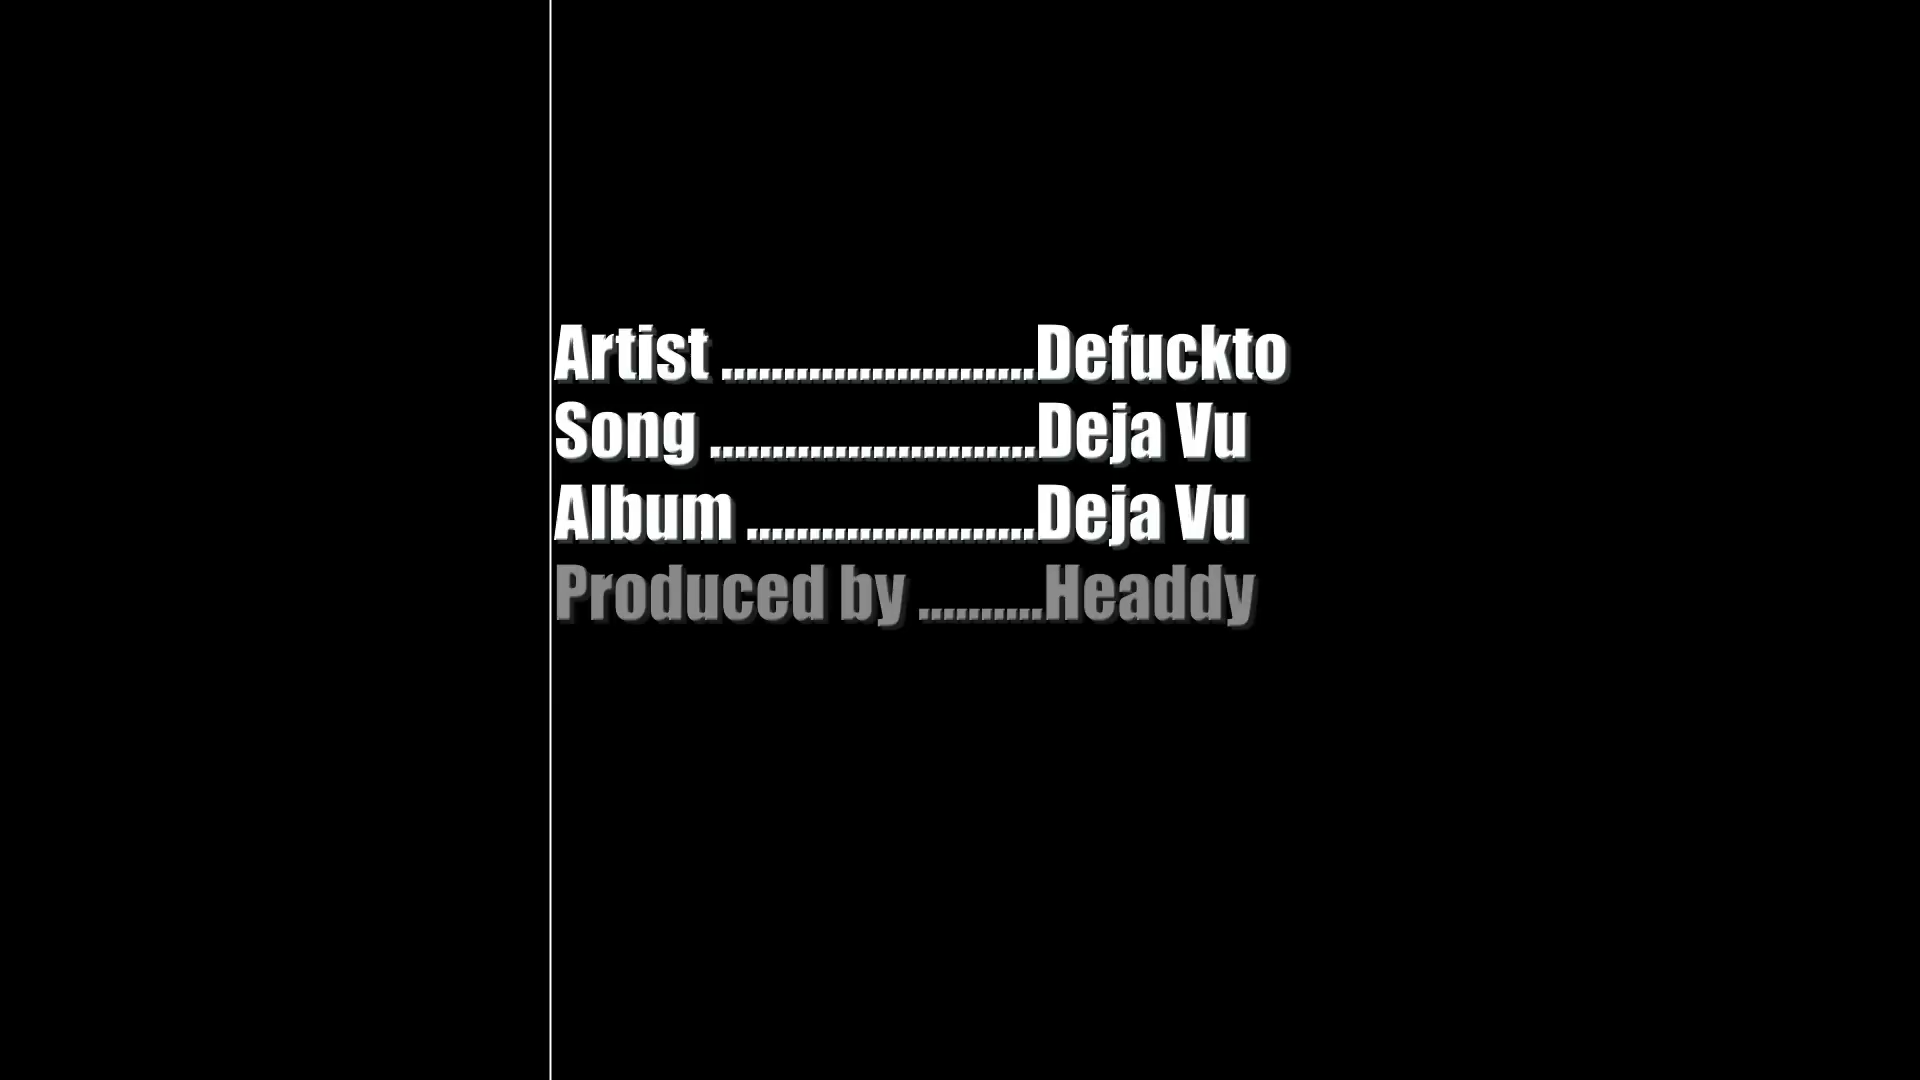 Artist .........................Defuckto
Song ..........................Deja Vu
Album .......................Deja Vu
Produced by ..........Headdy